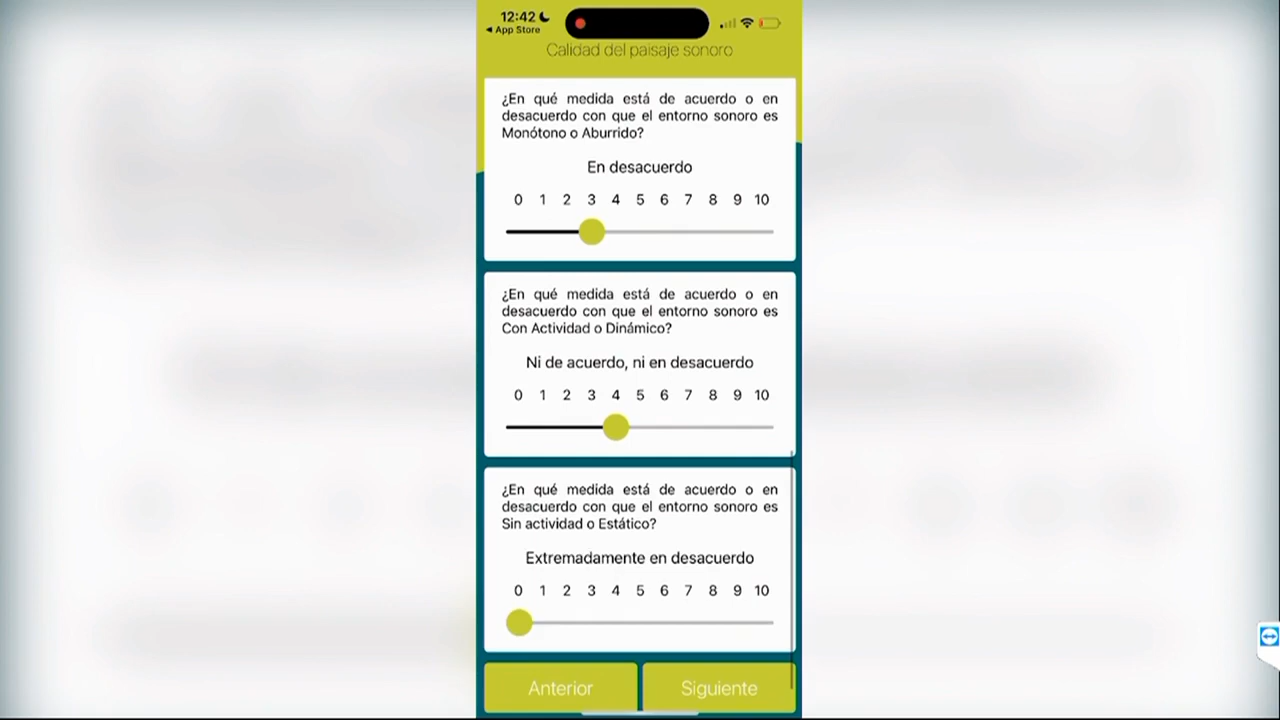 12:42
◀ App Store
Calidad del paisaje sonoro
¿En qué medida está de acuerdo o en
desacuerdo con que el entorno sonoro es
Monótono o Aburrido?
En desacuerdo
0 1 2 3 4 5 6 7 8 9 10
¿En qué medida está de acuerdo o en
desacuerdo con que el entorno sonoro es
Con Actividad o Dinámico?
Ni de acuerdo, ni en desacuerdo
0 1 2 3 4 5 6 7 8 9 10
¿En qué medida está de acuerdo o en
desacuerdo con que el entorno sonoro es
Sin actividad o Estático?
Extremadamente en desacuerdo
0 1 2 3 4 5 6 7 8 9 10
Anterior Siguiente